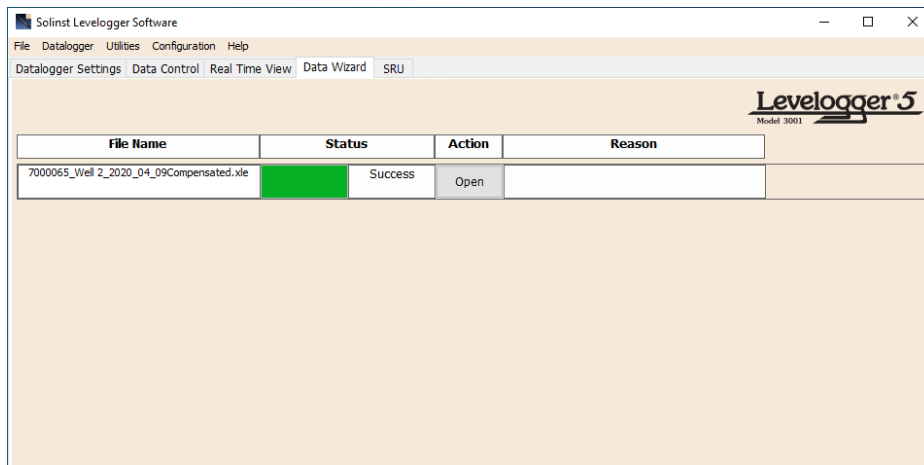 Solinst Levelogger Software
File Datalogger Utilities Configuration Help
Datalogger Settings Data Control Real Time View Data Wizard SRU
Levelogger®5
Model 3001
File Name Status Action Reason
7000065_Well 2_2020_04_09Compensated.xle Success Open